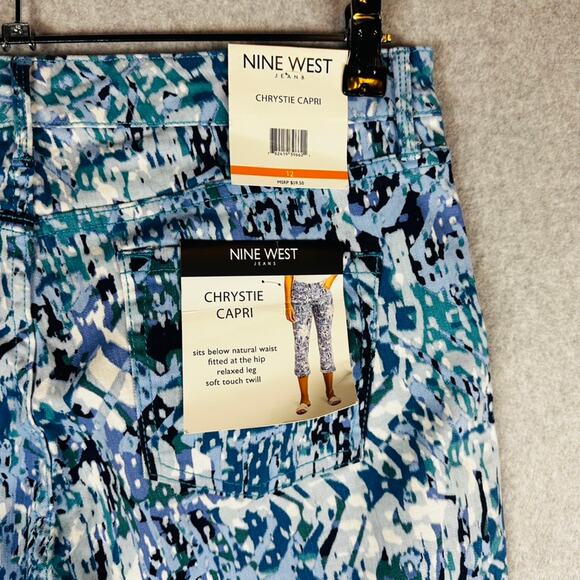 NINE WEST
JEANS
CHRYSTIE CAPRI
12
MSRP $59.50
NINE WEST
JEANS
CHRYSTIE
CAPRI
sits below natural waist
fitted at the hip
relaxed leg
soft touch twill